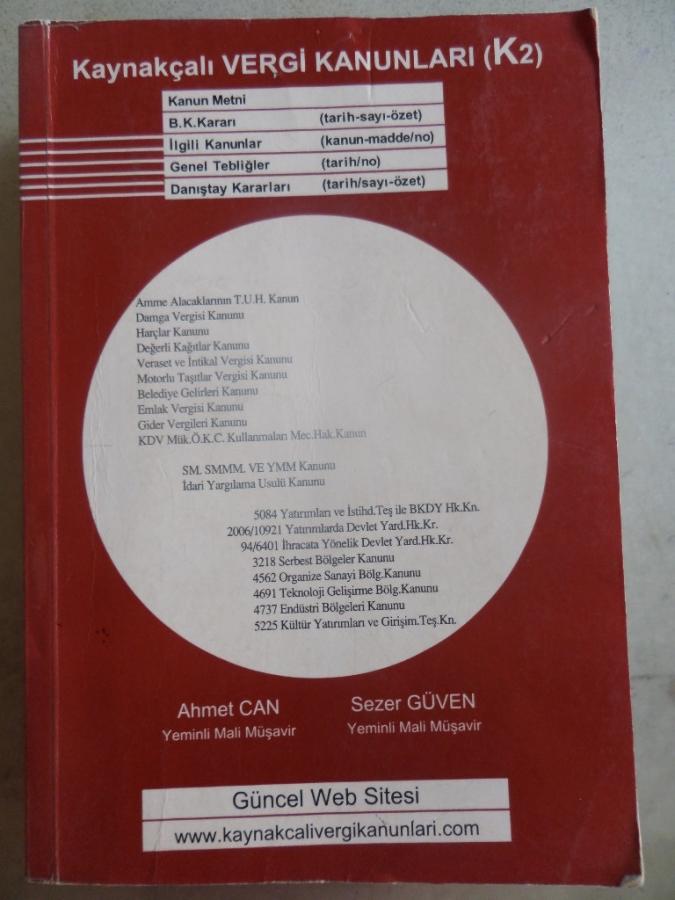 Kaynakçalı VERGİ KANUNLARI (K2)
Kanun Metni
B.K.Kararı (tarih-sayı-özet)
İlgili Kanunlar (kanun-madde/no)
Genel Tebliğler (tarih/no)
Danıştay Kararları (tarih/sayı-özet)
Amme Alacaklarının T.U.H. Kanun
Damga Vergisi Kanunu
Harçlar Kanunu
Değerli Kağıtlar Kanunu
Veraset ve İntikal Vergisi Kanunu
Motorlu Taşıtlar Vergisi Kanunu
Belediye Gelirleri Kanunu
Emlak Vergisi Kanunu
Gider Vergileri Kanunu
KDV Mük.Ö.K.C. Kullanmaları Mec.Hak.Kanun
SM. SMMM. VE YMM Kanunu
İdari Yargılama Usulü Kanunu
5084 Yatırımları ve İstihd.Teş ile BKDY Hk.Kn.
2006/10921 Yatırımlarda Devlet Yard.Hk.Kr.
94/6401 İhracata Yönelik Devlet Yard.Hk.Kr.
3218 Serbest Bölgeler Kanunu
4562 Organize Sanayi Bölg.Kanunu
4691 Teknoloji Gelişirme Bölg.Kanunu
4737 Endüstri Bölgeleri Kanunu
5225 Kültür Yatırımları ve Girişim.Teş.Kn.
Ahmet CAN
Yeminli Mali Müşavir
Sezer GÜVEN
Yeminli Mali Müşavir
Güncel Web Sitesi
www.kaynakcalivergikanunlari.com